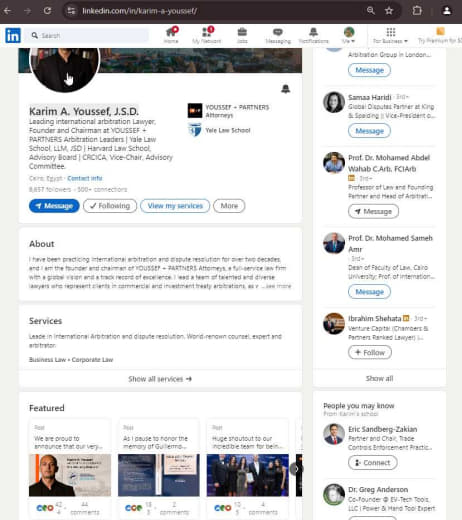 linkedin.com/in/karim-a-youssef/
in
Search
Home
My Network
Jobs
Messaging
Notifications
Me
For Business
Try Premium for
Karim A. Youssef, J.S.D.
Leading international arbitration Lawyer,
Founder and Chairman at YOUSSEF +
PARTNERS Arbitration Leaders | Yale Law
School, LLM, JSD | Harvard Law School,
Advisory Board | CRCICA, Vice-Chair, Advisory
Committee.
Cairo, Egypt · Contact info
8,657 followers · 500+ connections
YOUSSEF + PARTNERS
Attorneys
Yale Law School
Message
Following
View my services
More
About
I have been practicing international arbitration and dispute resolution for over two decades,
and I am the founder and chairman of YOUSSEF + PARTNERS Attorneys, a full-service law firm
with a global vision and a track record of excellence. I lead a team of talented and diverse
lawyers who represent clients in commercial and investment treaty arbitrations, as v ...see more
Services
Leade in International Arbitration and dispute resolution. World-renown counsel, expert and
arbitrator.
Business Law • Corporate Law
Show all services →
Featured
Post
We are proud to
announce that our very...
44
comments
Post
As I pause to honor the
memory of Guillermo...
2
comments
Post
Huge shoutout to our
incredible team for bein...
4
comments
Arbitration Group in London...
Message
Samaa Haridi · 3rd+
Global Disputes Partner at King
& Spalding || Vice-President o...
Message
Prof. Dr. Mohamed Abdel
Wahab C.Arb, FCIArb
in · 3rd+
Professor of Law and Founding
Partner and Head of Arbitrati...
Message
Prof. Dr. Mohamed Sameh
Amr
· 3rd+
Dean of Faculty of Law, Cairo
University; Prof. of Internation...
Message
Ibrahim Shehata in · 3rd+
Venture Capital (Chambers &
Partners Ranked Lawyer) |...
+ Follow
Show all
People you may know
From Karim's school
Eric Sandberg-Zakian
Partner and Chair, Trade
Controls Enforcement Practic...
Connect
Dr. Greg Anderson
Co-Founder @ EV-Tech Tools,
LLC | Power & Hand Tool Expert